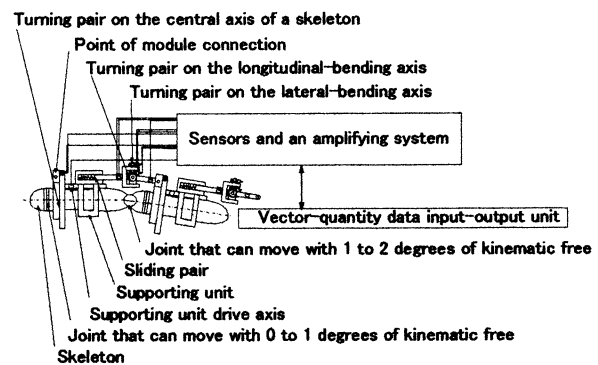 Turning pair on the central axis of a skeleton
Point of module connection
Turning pair on the longitudinal-bending axis
Turning pair on the lateral-bending axis
Sensors and an amplifying system
Vector-quantity data input-output unit
Joint that can move with 1 to 2 degrees of kinematic free
Sliding pair
Supporting unit
Supporting unit drive axis
Joint that can move with 0 to 1 degrees of kinematic free
Skeleton